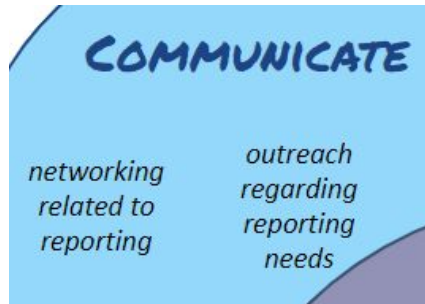 COMMUNICATE
networking
related to
reporting
outreach
regarding
reporting
needs